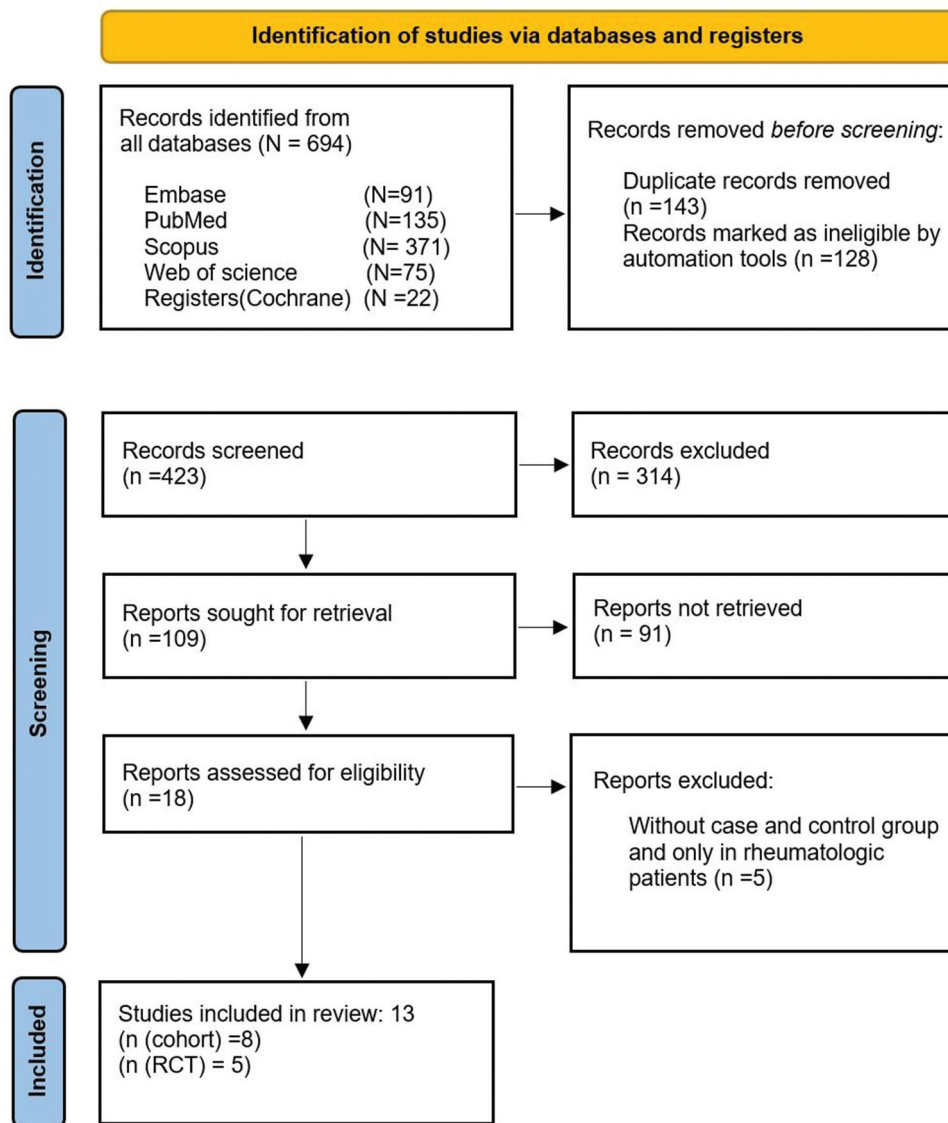 Identification of studies via databases and registers
Identification
Records identified from
all databases (N = 694)
Embase (N=91)
PubMed (N=135)
Scopus (N= 371)
Web of science (N=75)
Registers(Cochrane) (N =22)
Records removed before screening:
Duplicate records removed
(n =143)
Records marked as ineligible by
automation tools (n =128)
Screening
Records screened
(n =423)
Records excluded
(n = 314)
Reports sought for retrieval
(n =109)
Reports not retrieved
(n = 91)
Reports assessed for eligibility
(n =18)
Reports excluded:
Without case and control group
and only in rheumatologic
patients (n =5)
Included
Studies included in review: 13
(n (cohort) =8)
(n (RCT) = 5)